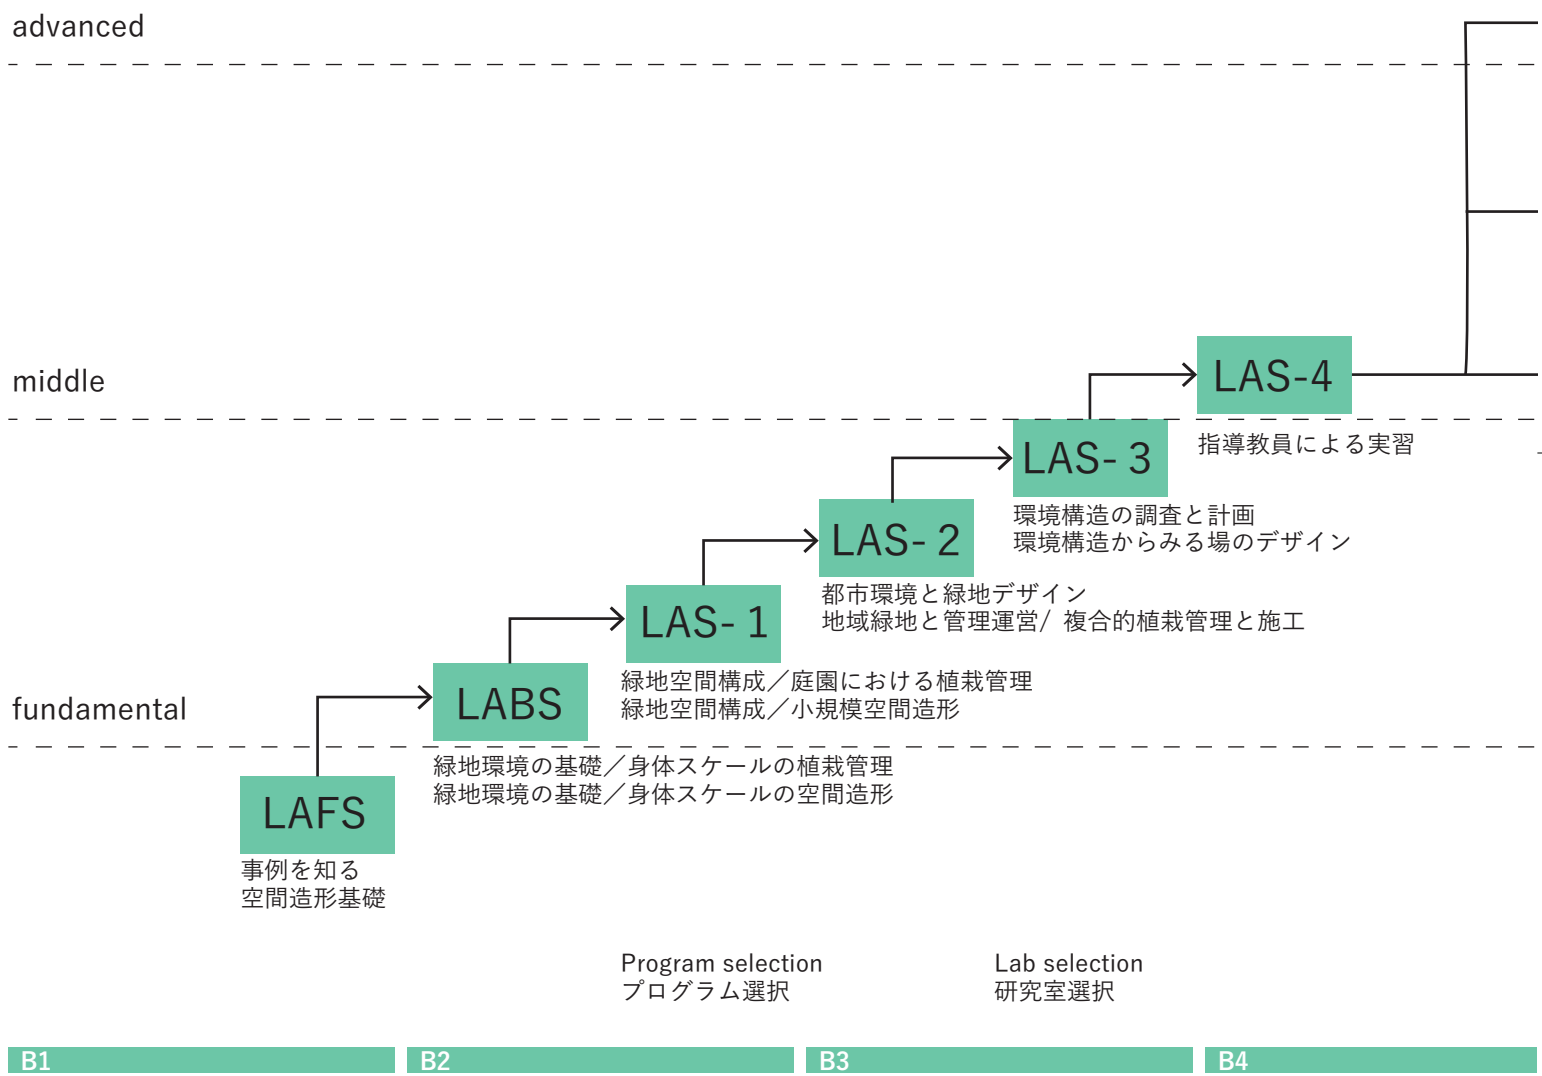 advanced
middle
LAS-4
指導教員による実習
LAS- 3
環境構造の調査と計画
環境構造からみる場のデザイン
LAS- 2
都市環境と緑地デザイン
地域緑地と管理運営/ 複合的植栽管理と施工
LAS- 1
緑地空間構成／庭園における植栽管理
緑地空間構成／小規模空間造形
fundamental
LABS
緑地環境の基礎／身体スケールの植栽管理
緑地環境の基礎／身体スケールの空間造形
LAFS
事例を知る
空間造形基礎
Program selection
プログラム選択
Lab selection
研究室選択
B1
B2
B3
B4